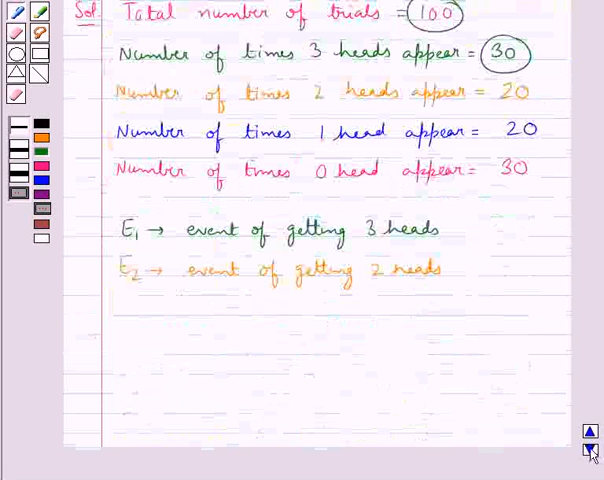 Sol. Tatal number of trials = 100
Number of times 3 heads appear = 30
Number of times 2 heads appear = 20
Number of times 1 head appear = 20
Number of times 0 head appear = 30
E1 → event of getting 3 heads
E2 → event of getting 2 heads